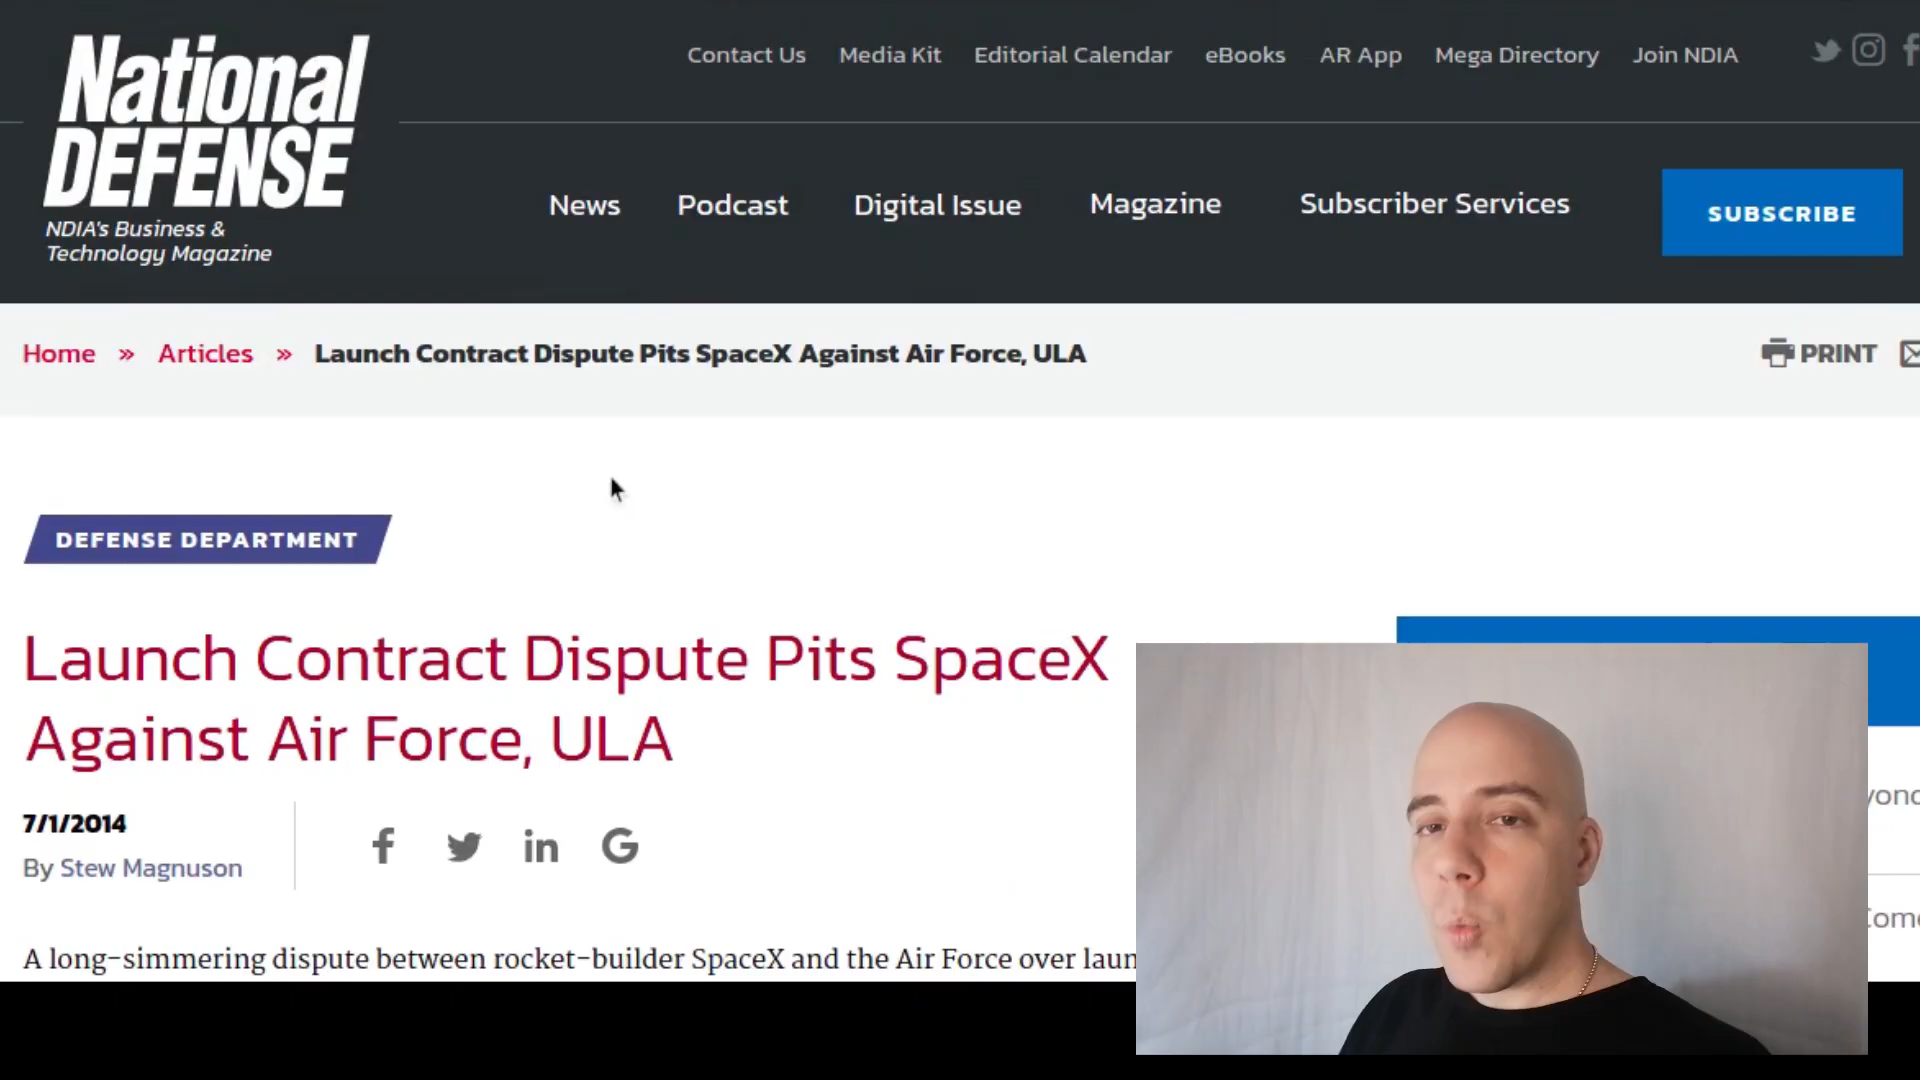 National
DEFENSE
NDIA's Business &
Technology Magazine
Contact Us Media Kit Editorial Calendar eBooks AR App Mega Directory Join NDIA
News Podcast Digital Issue Magazine Subscriber Services SUBSCRIBE
Home » Articles » Launch Contract Dispute Pits SpaceX Against Air Force, ULA
PRINT
DEFENSE DEPARTMENT
Launch Contract Dispute Pits SpaceX
Against Air Force, ULA
7/1/2014
By Stew Magnuson
A long-simmering dispute between rocket-builder SpaceX and the Air Force over